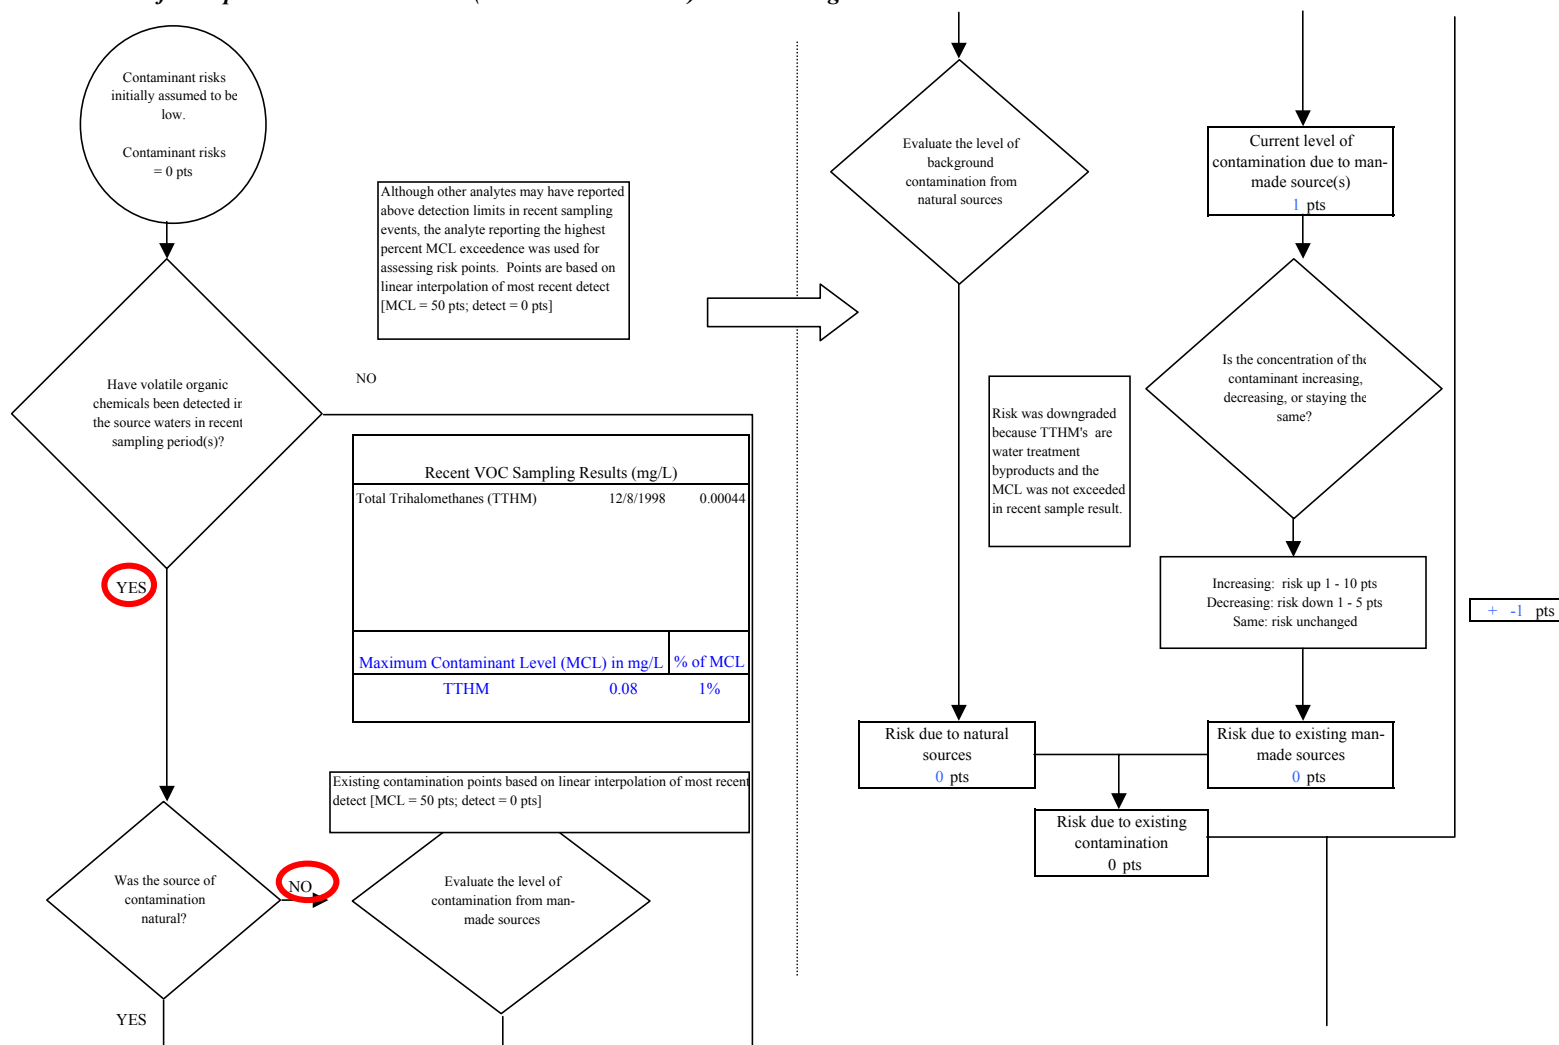 Contaminant risks
initially assumed to be
low.
Contaminant risks
= 0 pts
Although other analytes may have reported
above detection limits in recent sampling
events, the analyte reporting the highest
percent MCL exceedence was used for
assessing risk points.  Points are based on
linear interpolation of most recent detect
[MCL = 50 pts; detect = 0 pts]
Have volatile organic
chemicals been detected in
the source waters in recent
sampling period(s)?
NO
Recent VOC Sampling Results (mg/L)
Total Trihalomethanes (TTHM) 12/8/1998 0.00044
Maximum Contaminant Level (MCL) in mg/L % of MCL
TTHM 0.08 1%
YES
Existing contamination points based on linear interpolation of most recent
detect [MCL = 50 pts; detect = 0 pts]
Was the source of
contamination
natural?
NO
Evaluate the level of
contamination from man-
made sources
YES
Evaluate the level of
background
contamination from
natural sources
Current level of
contamination due to man-
made source(s)
1 pts
Is the concentration of the
contaminant increasing,
decreasing, or staying the
same?
Risk was downgraded
because TTHM's  are
water treatment
byproducts and the
MCL was not exceeded
in recent sample result.
Increasing:  risk up 1 - 10 pts
Decreasing: risk down 1 - 5 pts
Same: risk unchanged
+ -1 pts
Risk due to natural
sources
0 pts
Risk due to existing man-
made sources
0 pts
Risk due to existing
contamination
0 pts